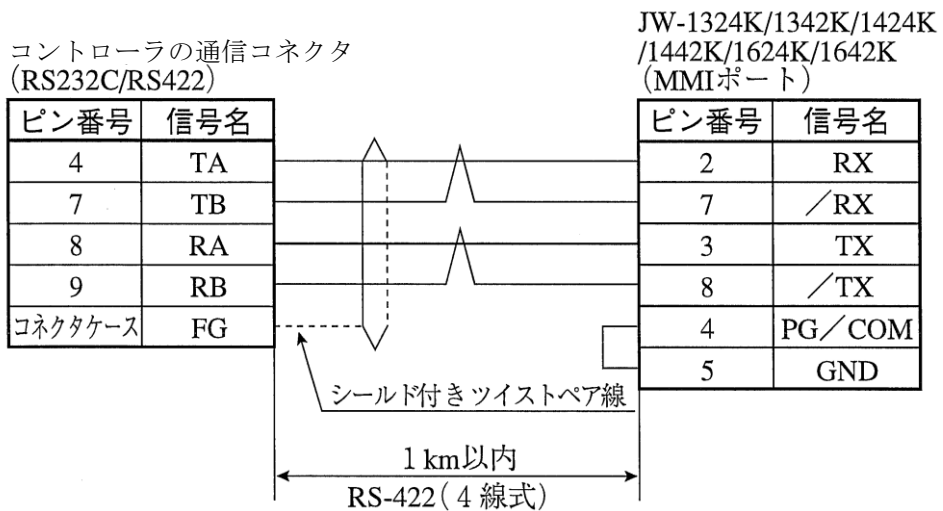 JW-1324K/1342K/1424K
/1442K/1624K/1642K
(MMIポート)
コントローラの通信コネクタ
(RS232C/RS422)
ピン番号 信号名
4 TA
7 TB
8 RA
9 RB
コネクタケース FG
ピン番号 信号名
2 RX
7 /RX
3 TX
8 /TX
4 PG/COM
5 GND
シールド付きツイストペア線
1km以内
RS-422(4線式)